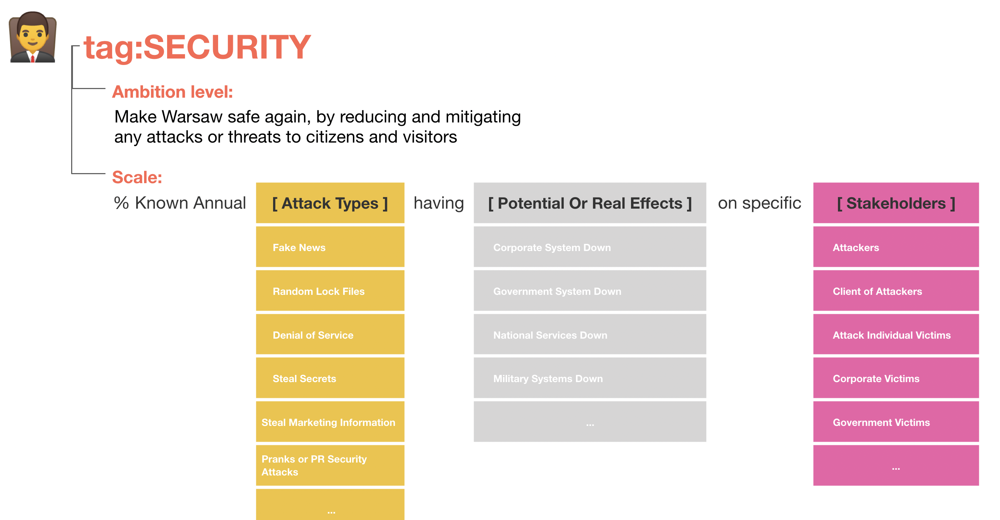 tag:SECURITY
Ambition level:
Make Warsaw safe again, by reducing and mitigating
any attacks or threats to citizens and visitors
Scale:
% Known Annual [ Attack Types ] having [ Potential Or Real Effects ] on specific [ Stakeholders ]
Fake News
Random Lock Files
Denial of Service
Steal Secrets
Steal Marketing Information
Pranks or PR Security
Attacks
...
Corporate System Down
Government System Down
National Services Down
Military Systems Down
...
Attackers
Client of Attackers
Attack Individual Victims
Corporate Victims
Government Victims
...